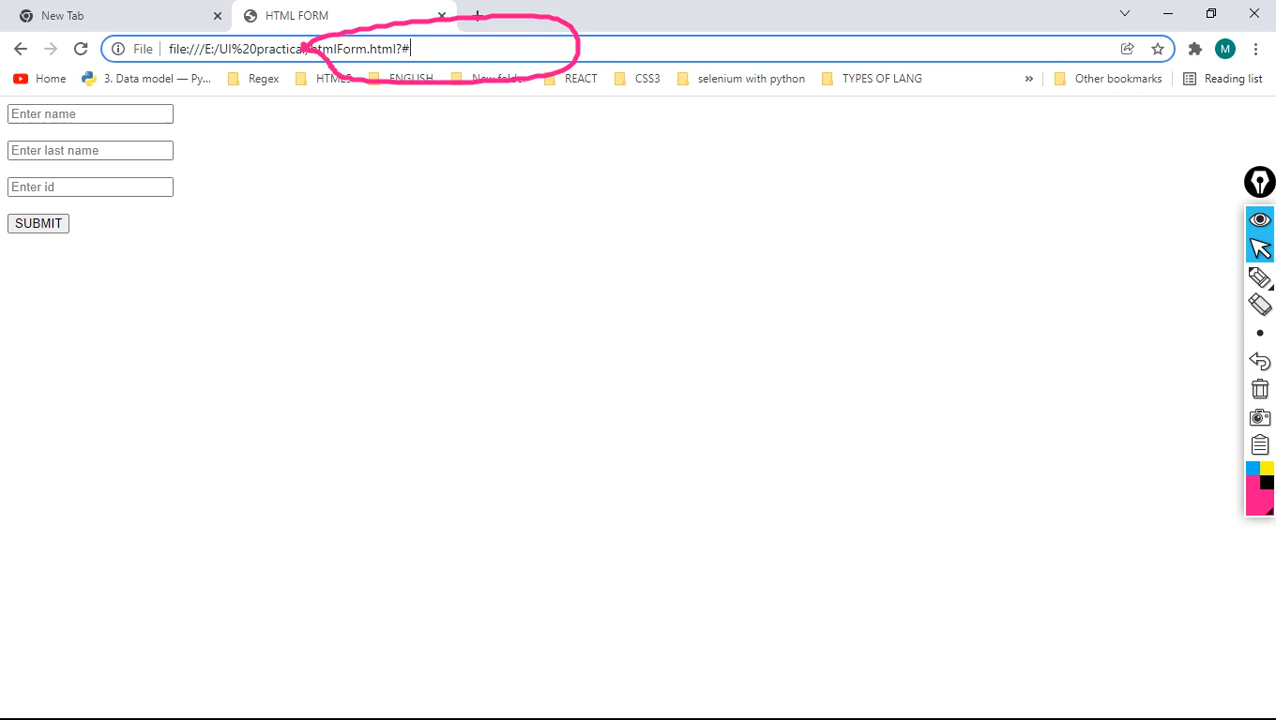 New Tab
HTML FORM
File file:///E:/UI%20practical/htmlForm.html?#
M
Home 3. Data model — Py... Regex HTML5 ENGLISH New folder REACT CSS3 selenium with python TYPES OF LANG » Other bookmarks Reading list
Enter name
Enter last name
Enter id
SUBMIT